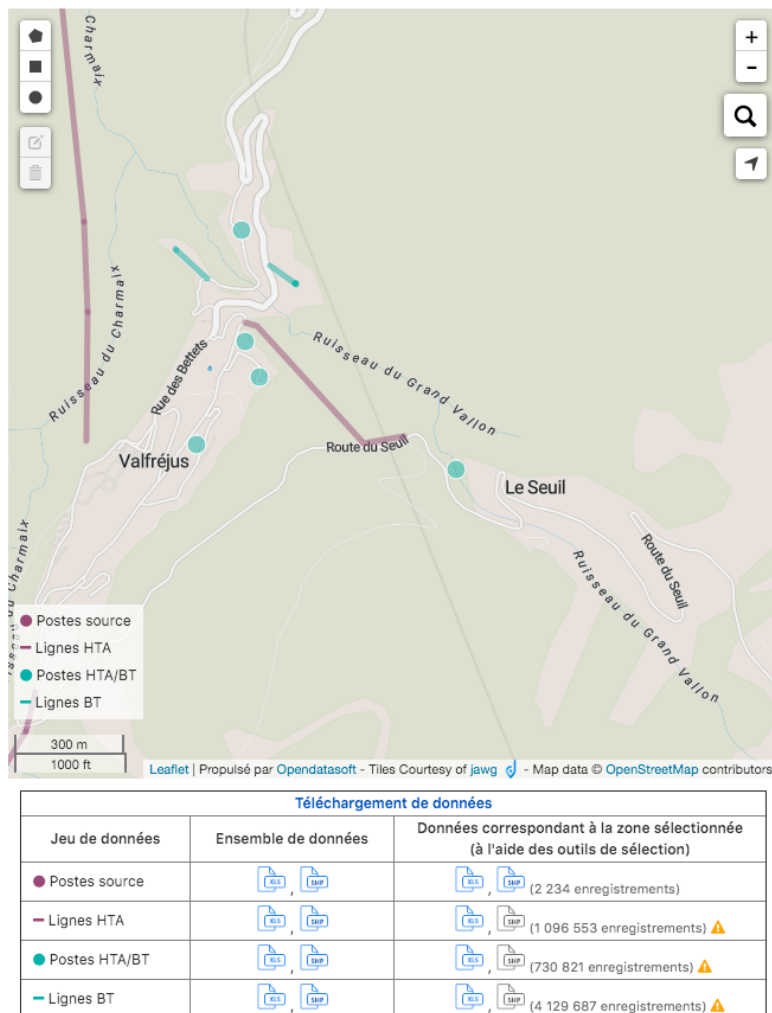 Charmaix
+
−
Ruisseau du Charmaix
Rue des Bettets
Ruisseau du Grand Vallon
Route du Seuil
Valfréjus
Le Seuil
Route du Seuil
Ruisseau du Grand Vallon
isseau du Charmaix
Postes source
Lignes HTA
Postes HTA/BT
Lignes BT
300 m
1000 ft
Leaflet | Propulsé par Opendatasoft - Tiles Courtesy of jawg - Map data © OpenStreetMap contributors
Téléchargement de données
Jeu de données Ensemble de données Données correspondant à la zone sélectionnée
(à l'aide des outils de sélection)
Postes source XLS , SHP XLS , SHP (2 234 enregistrements)
Lignes HTA XLS , SHP XLS , SHP (1 096 553 enregistrements)
Postes HTA/BT XLS , SHP XLS , SHP (730 821 enregistrements)
Lignes BT XLS , SHP XLS , SHP (4 129 687 enregistrements)